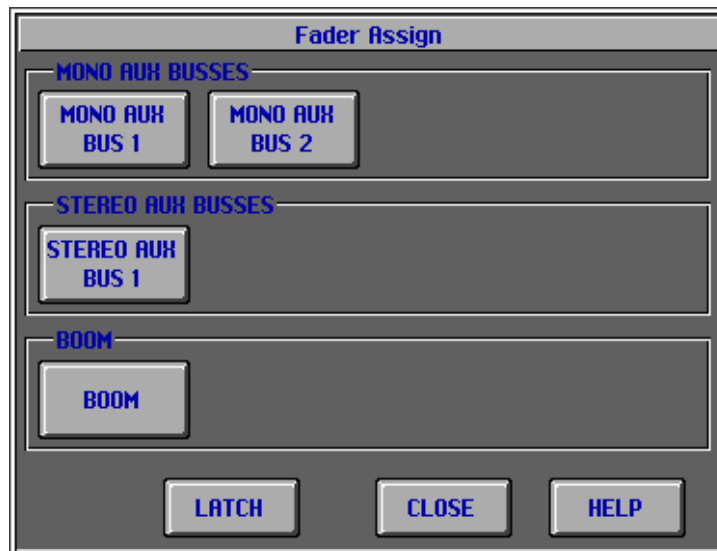 Fader Assign
MONO AUX BUSSES
MONO AUX
BUS 1
MONO AUX
BUS 2
STEREO AUX BUSSES
STEREO AUX
BUS 1
BOOM
BOOM
LATCH
CLOSE
HELP